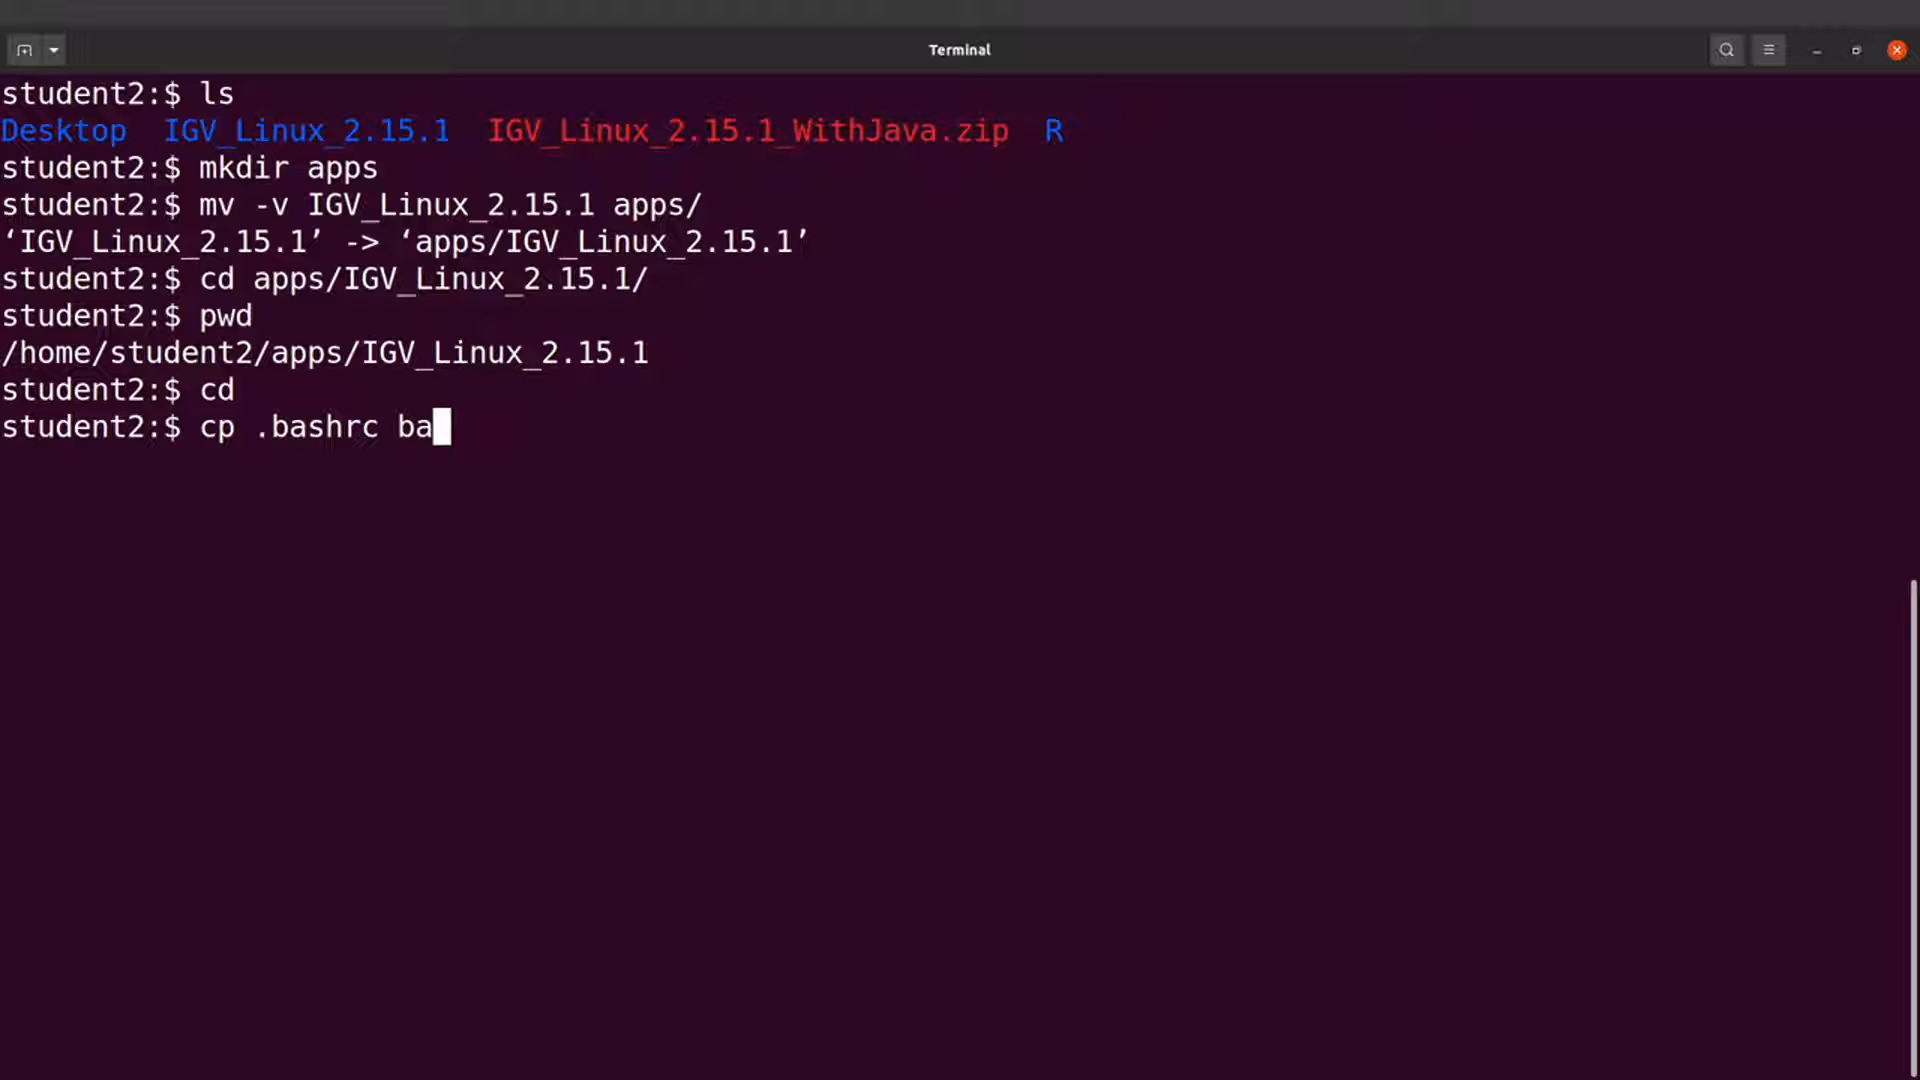 Terminal
student2:$ ls
Desktop  IGV_Linux_2.15.1  IGV_Linux_2.15.1_WithJava.zip  R
student2:$ mkdir apps
student2:$ mv -v IGV_Linux_2.15.1 apps/
‘IGV_Linux_2.15.1’ -> ‘apps/IGV_Linux_2.15.1’
student2:$ cd apps/IGV_Linux_2.15.1/
student2:$ pwd
/home/student2/apps/IGV_Linux_2.15.1
student2:$ cd
student2:$ cp .bashrc ba